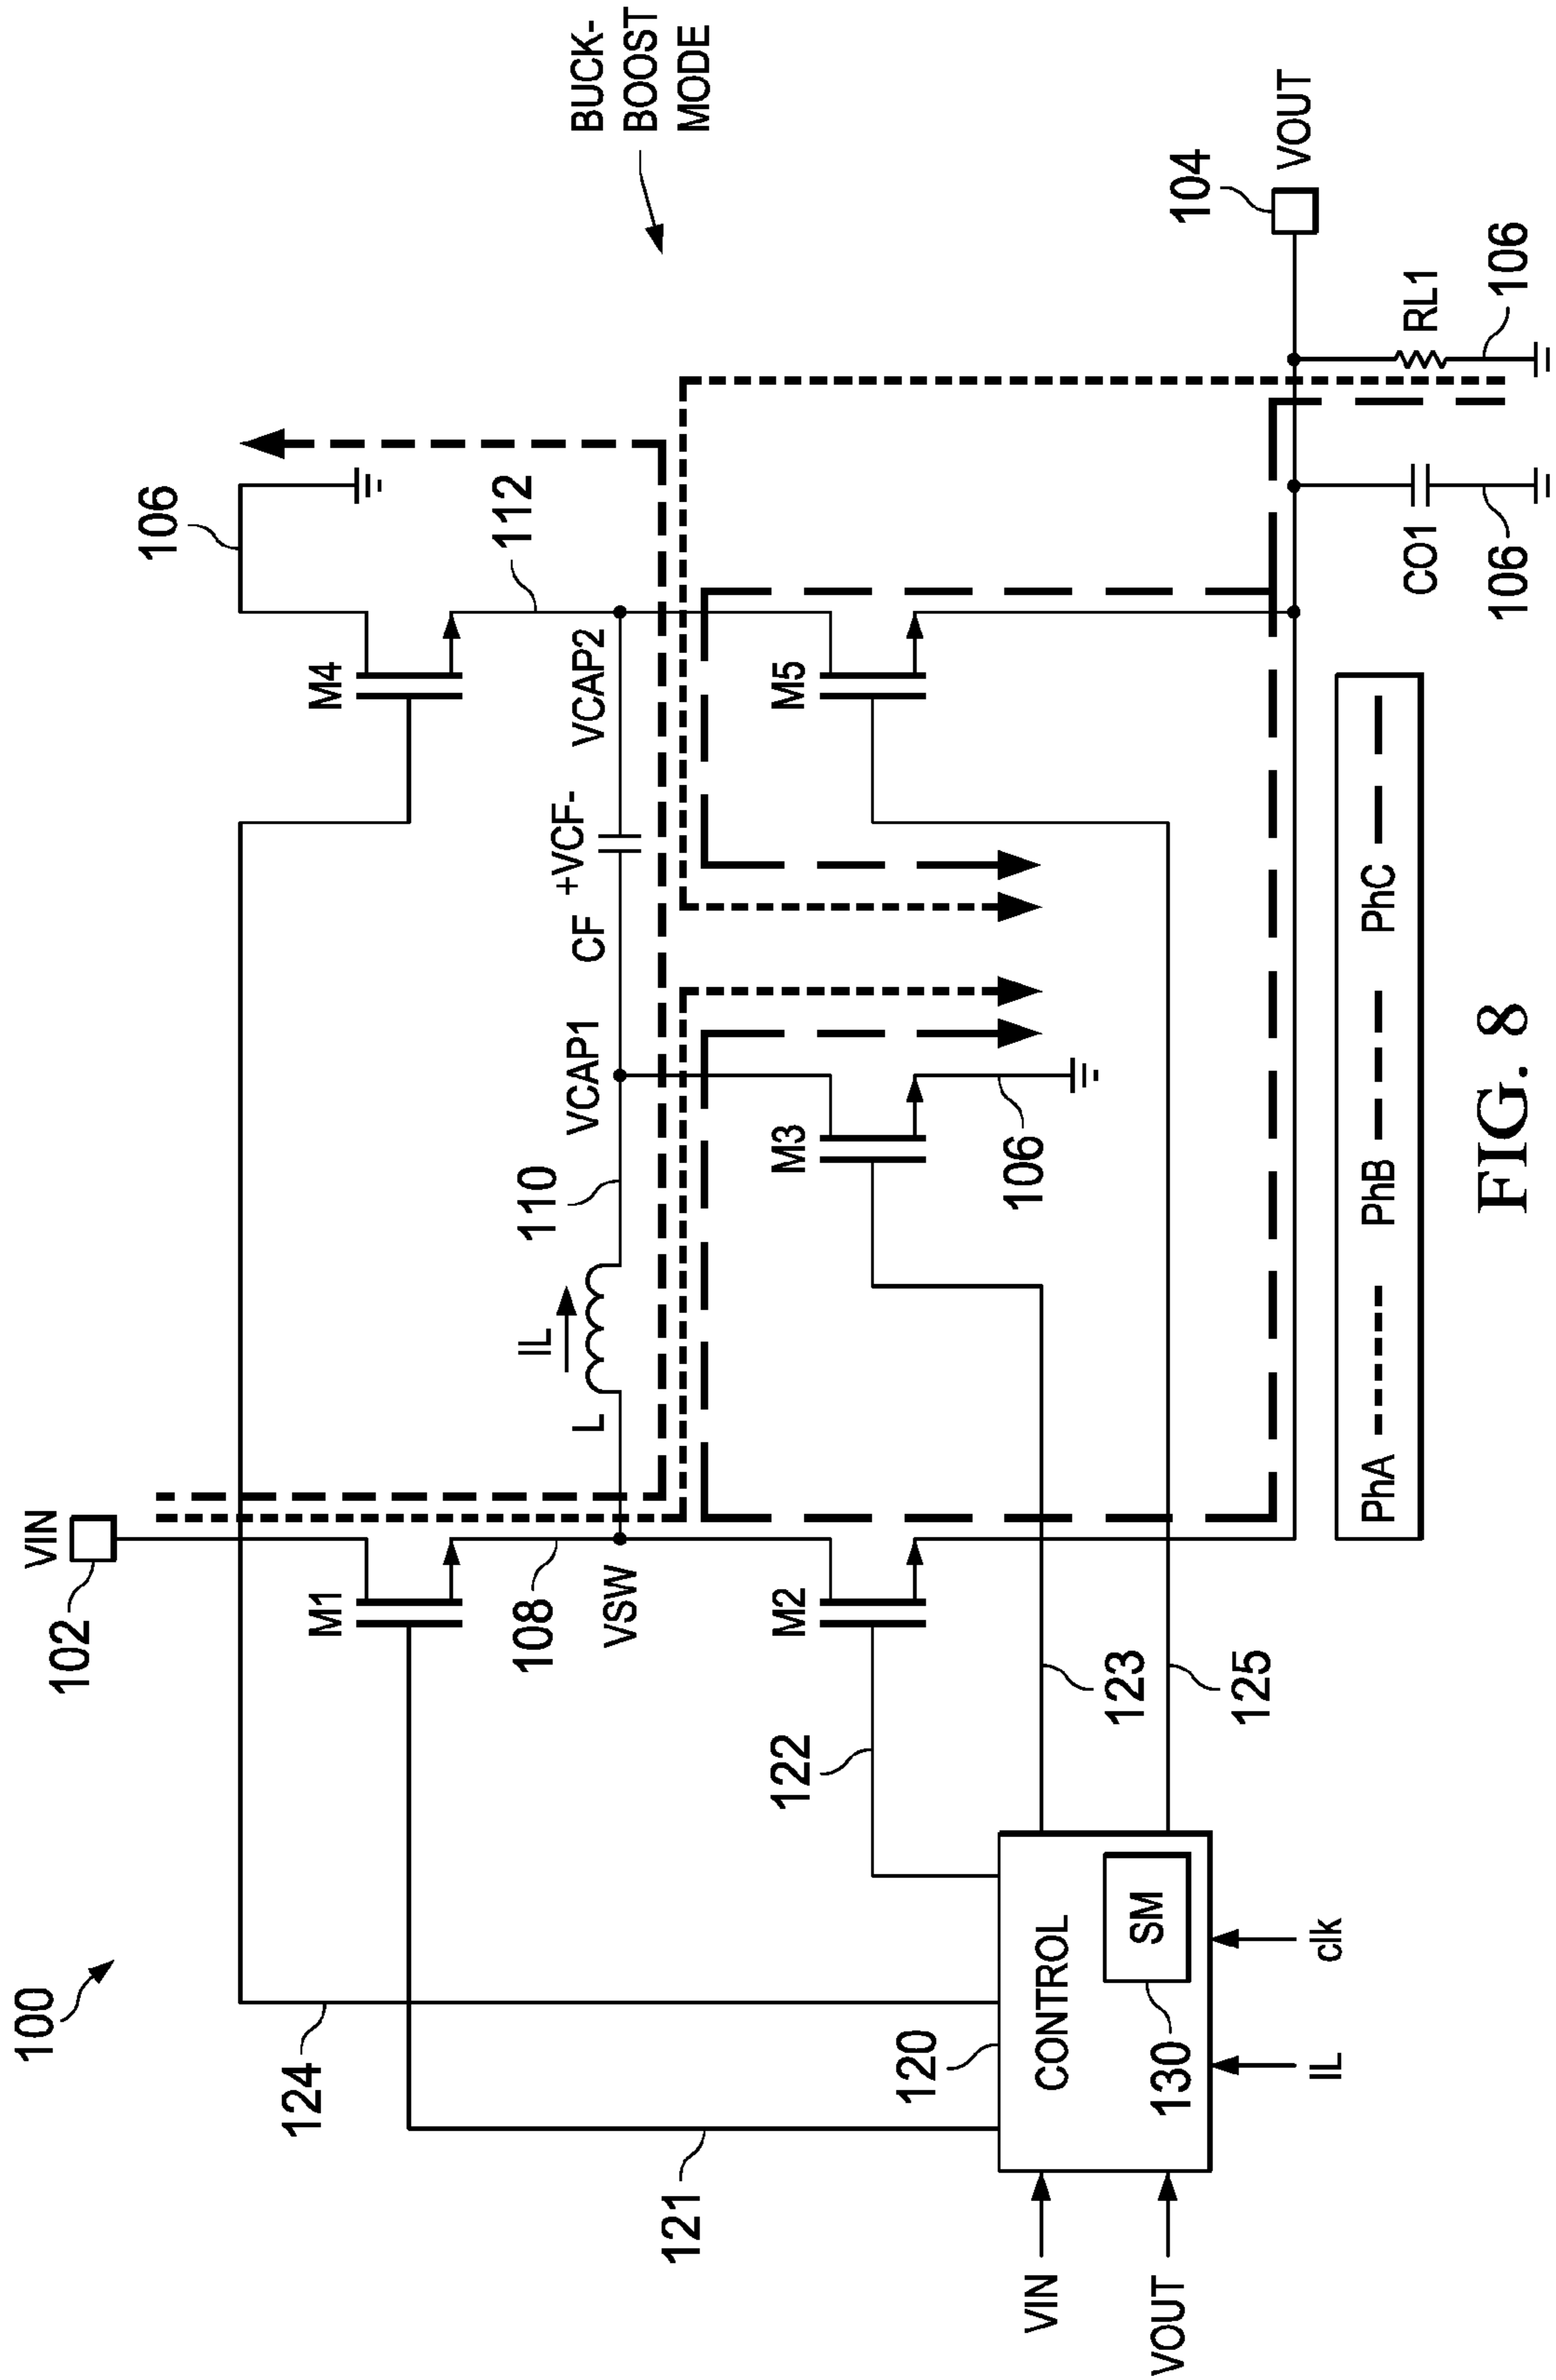 100
BUCK-
BOOST
MODE
VIN
102
106
124
M1
M4
121
108
112
IL
110
L
VSW
VCAP1
CF
+VCF-
VCAP2
122
M2
M3
M5
120
123
106
CONTROL
SM
130
125
104
VOUT
VIN
VOUT
IL
clk
PhA
PhB
PhC
CO1
RL1
106
106
FIG. 8